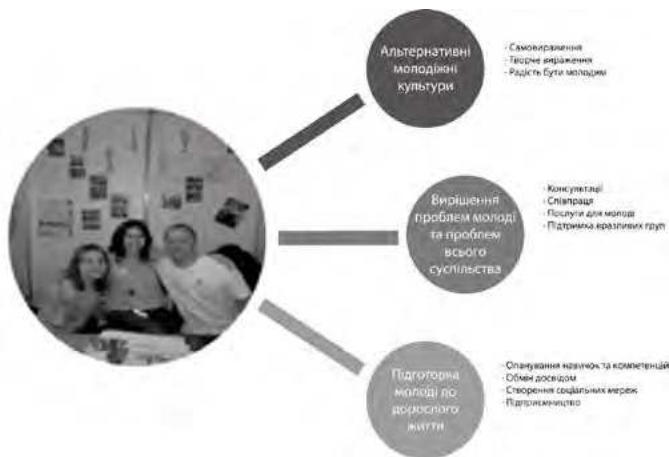 Альтернативні
молодіжні
культури
- Самовираження
- Творче вираження
- Радість бути молодим
Вирішення
проблем молоді
та проблем
всього
суспільства
- Консультації
- Співпраця
- Послуги для молоді
- Підтримка вразливих груп
Підготорка
молоді до
дорослого
життя
- Опанування навичок та компетенцій
- Обмін досвідом
- Створення соціальних мереж
- Підприємництво